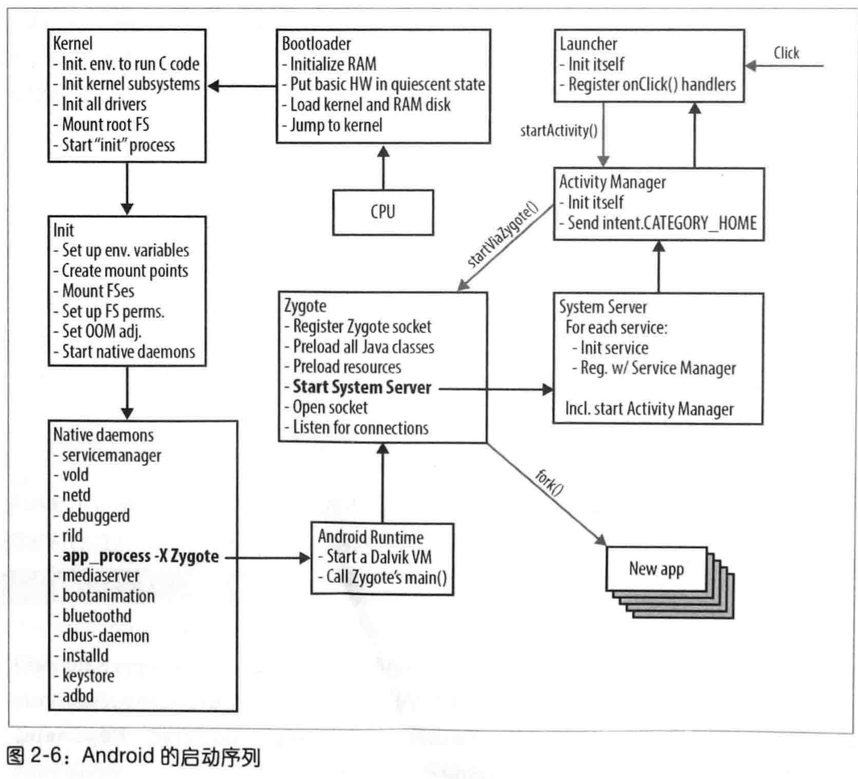 Kernel
- Init. env. to run C code
- Init kernel subsystems
- Init all drivers
- Mount root FS
- Start “init” process
Bootloader
- Initialize RAM
- Put basic HW in quiescent state
- Load kernel and RAM disk
- Jump to kernel
Launcher
- Init itself
- Register onClick() handlers
Click
startActivity()
CPU
Activity Manager
- Init itself
- Send intent.CATEGORY_HOME
startViaZygote()
Init
- Set up env. variables
- Create mount points
- Mount FSes
- Set up FS perms.
- Set OOM adj.
- Start native daemons
Zygote
- Register Zygote socket
- Preload all Java classes
- Preload resources
- Start System Server
- Open socket
- Listen for connections
System Server
For each service:
- Init service
- Reg. w/ Service Manager
Incl. start Activity Manager
Native daemons
- servicemanager
- vold
- netd
- debuggerd
- rild
- app_process -X Zygote
- mediaserver
- bootanimation
- bluetoothd
- dbus-daemon
- installd
- keystore
- adbd
Android Runtime
- Start a Dalvik VM
- Call Zygote's main()
fork()
New app
图 2-6：Android 的启动序列